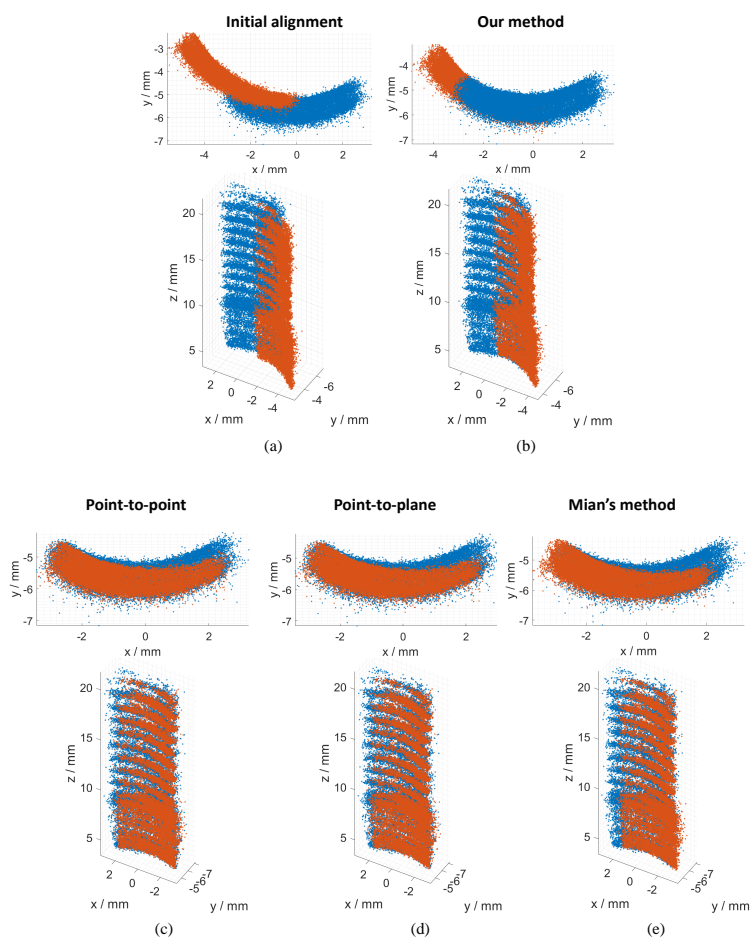 Initial alignment
Our method
y / mm
-3
-4
-5
-6
-7
-4
-2
0
2
x / mm
y / mm
-4
-5
-6
-7
-4
-2
0
2
x / mm
z / mm
20
15
10
5
2
0
-2
-4
-6
-4
x / mm
y / mm
z / mm
20
15
10
5
2
0
-2
-4
-6
-4
x / mm
y / mm
(a)
(b)
Point-to-point
Point-to-plane
Mian's method
y / mm
-5
-6
-7
-2
0
2
x / mm
y / mm
-5
-6
-7
-2
0
2
x / mm
y / mm
-5
-6
-7
-2
0
2
x / mm
z / mm
20
15
10
5
2
0
-2
-5-6-7
x / mm
y / mm
z / mm
20
15
10
5
2
0
-2
-5-6-7
x / mm
y / mm
z / mm
20
15
10
5
2
0
-2
-5-6-7
x / mm
y / mm
(c)
(d)
(e)